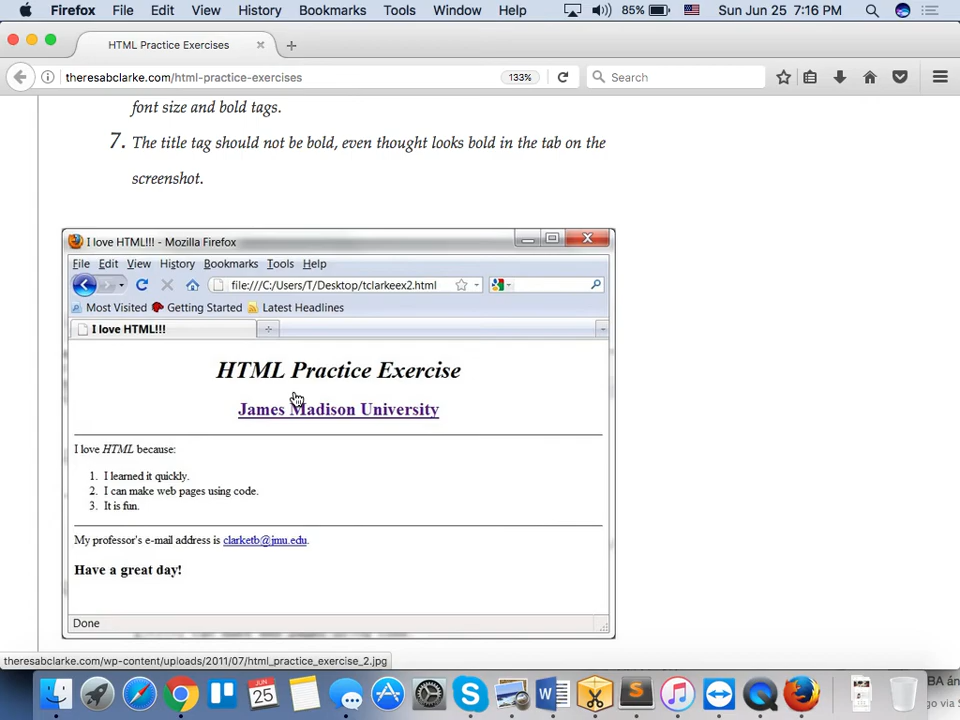 Firefox File Edit View History Bookmarks Tools Window Help 85% Sun Jun 25 7:16 PM
HTML Practice Exercises
theresabclarke.com/html-practice-exercises 133% Search
font size and bold tags.
7. The title tag should not be bold, even thought looks bold in the tab on the
screenshot.
I love HTML!!! - Mozilla Firefox
File Edit View History Bookmarks Tools Help
file:///C:/Users/T/Desktop/tclarkeex2.html
Most Visited Getting Started Latest Headlines
I love HTML!!!
HTML Practice Exercise
James Madison University
I love HTML because:
1. I learned it quickly.
2. I can make web pages using code.
3. It is fun.
My professor's e-mail address is clarketb@jmu.edu.
Have a great day!
Done
theresabclarke.com/wp-content/uploads/2011/07/html_practice_exercise_2.jpg
JUN
25
BA án
go via S